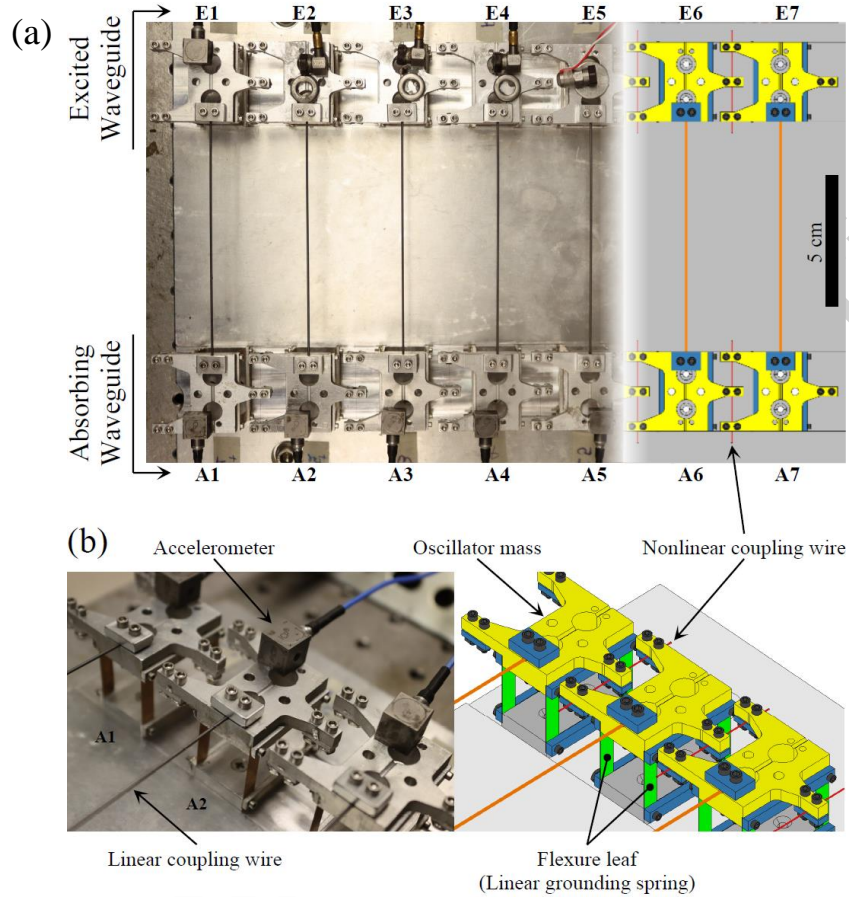 (a)
E1 E2 E3 E4 E5 E6 E7
Excited
Waveguide
5 cm
Absorbing
Waveguide
A1 A2 A3 A4 A5 A6 A7
(b)
Accelerometer
Oscillator mass
Nonlinear coupling wire
A1
A2
Linear coupling wire
Flexure leaf
(Linear grounding spring)